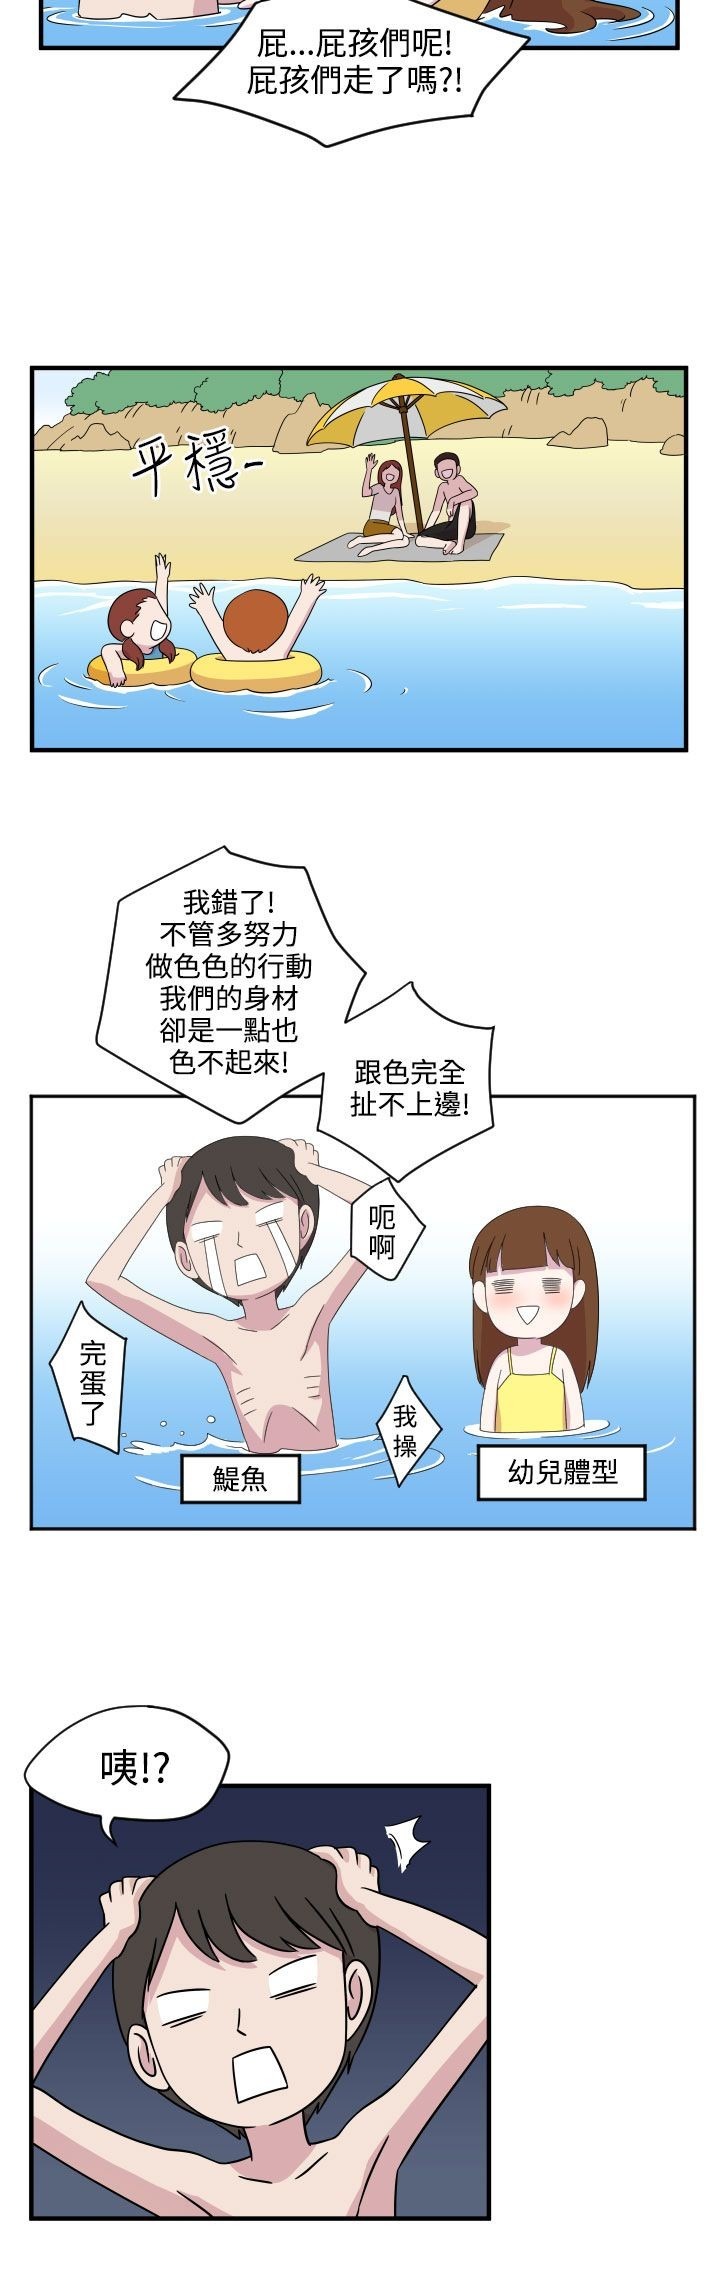 屁...屁孩們呢!
屁孩們走了嗎?!
平穩~
我錯了!
不管多努力
做色色的行動
我們的身材
卻是一點也
色不起來!
跟色完全
扯不上邊!
呃
啊
完
蛋
了
我
操
鯷魚
幼兒體型
咦!?